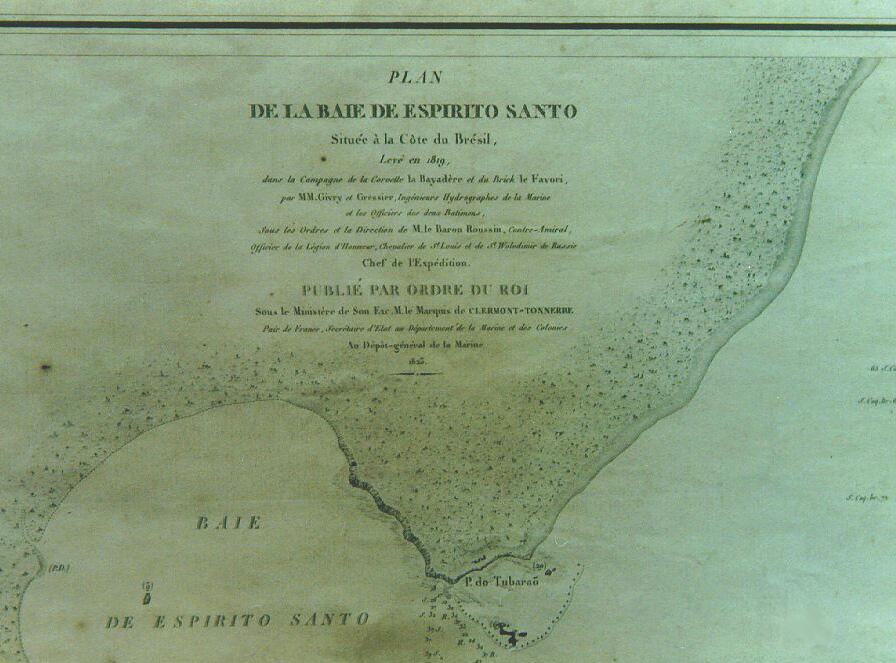 PLAN
DE LA BAIE DE ESPIRITO SANTO
Située à la Côte du Brésil,
Levé en 1819,
dans la Campagne de la Corvette la Bayadère et du Brick le Favori,
par MM. Givry et Gressier, Ingénieurs Hydrographes de la Marine
et les Officiers des deux Batimens,
Sous les Ordres et la Direction de M. le Baron Roussin, Contre-Amiral,
Officier de la Légion d'Honneur, Chevalier de St. Louis et de St. Wolodimir de Russie
Chef de l'Expédition.
PUBLIÉ PAR ORDRE DU ROI
Sous le Ministère de Son Exc. M. le Marquis de CLERMONT-TONNERRE
Pair de France, Secrétaire d'Etat au Département de la Marine et des Colonies
Au Dépôt-général de la Marine
1823.
BAIE
(P.D.)
P. do Tubaraõ
DE ESPIRITO SANTO